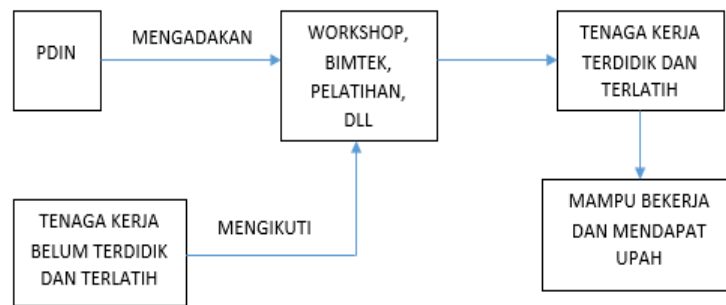 PDIN
MENGADAKAN
WORKSHOP,
BIMTEK,
PELATIHAN,
DLL
TENAGA KERJA
TERDIDIK DAN
TERLATIH
TENAGA KERJA
BELUM TERDIDIK
DAN TERLATIH
MENGIKUTI
MAMPU BEKERJA
DAN MENDAPAT
UPAH